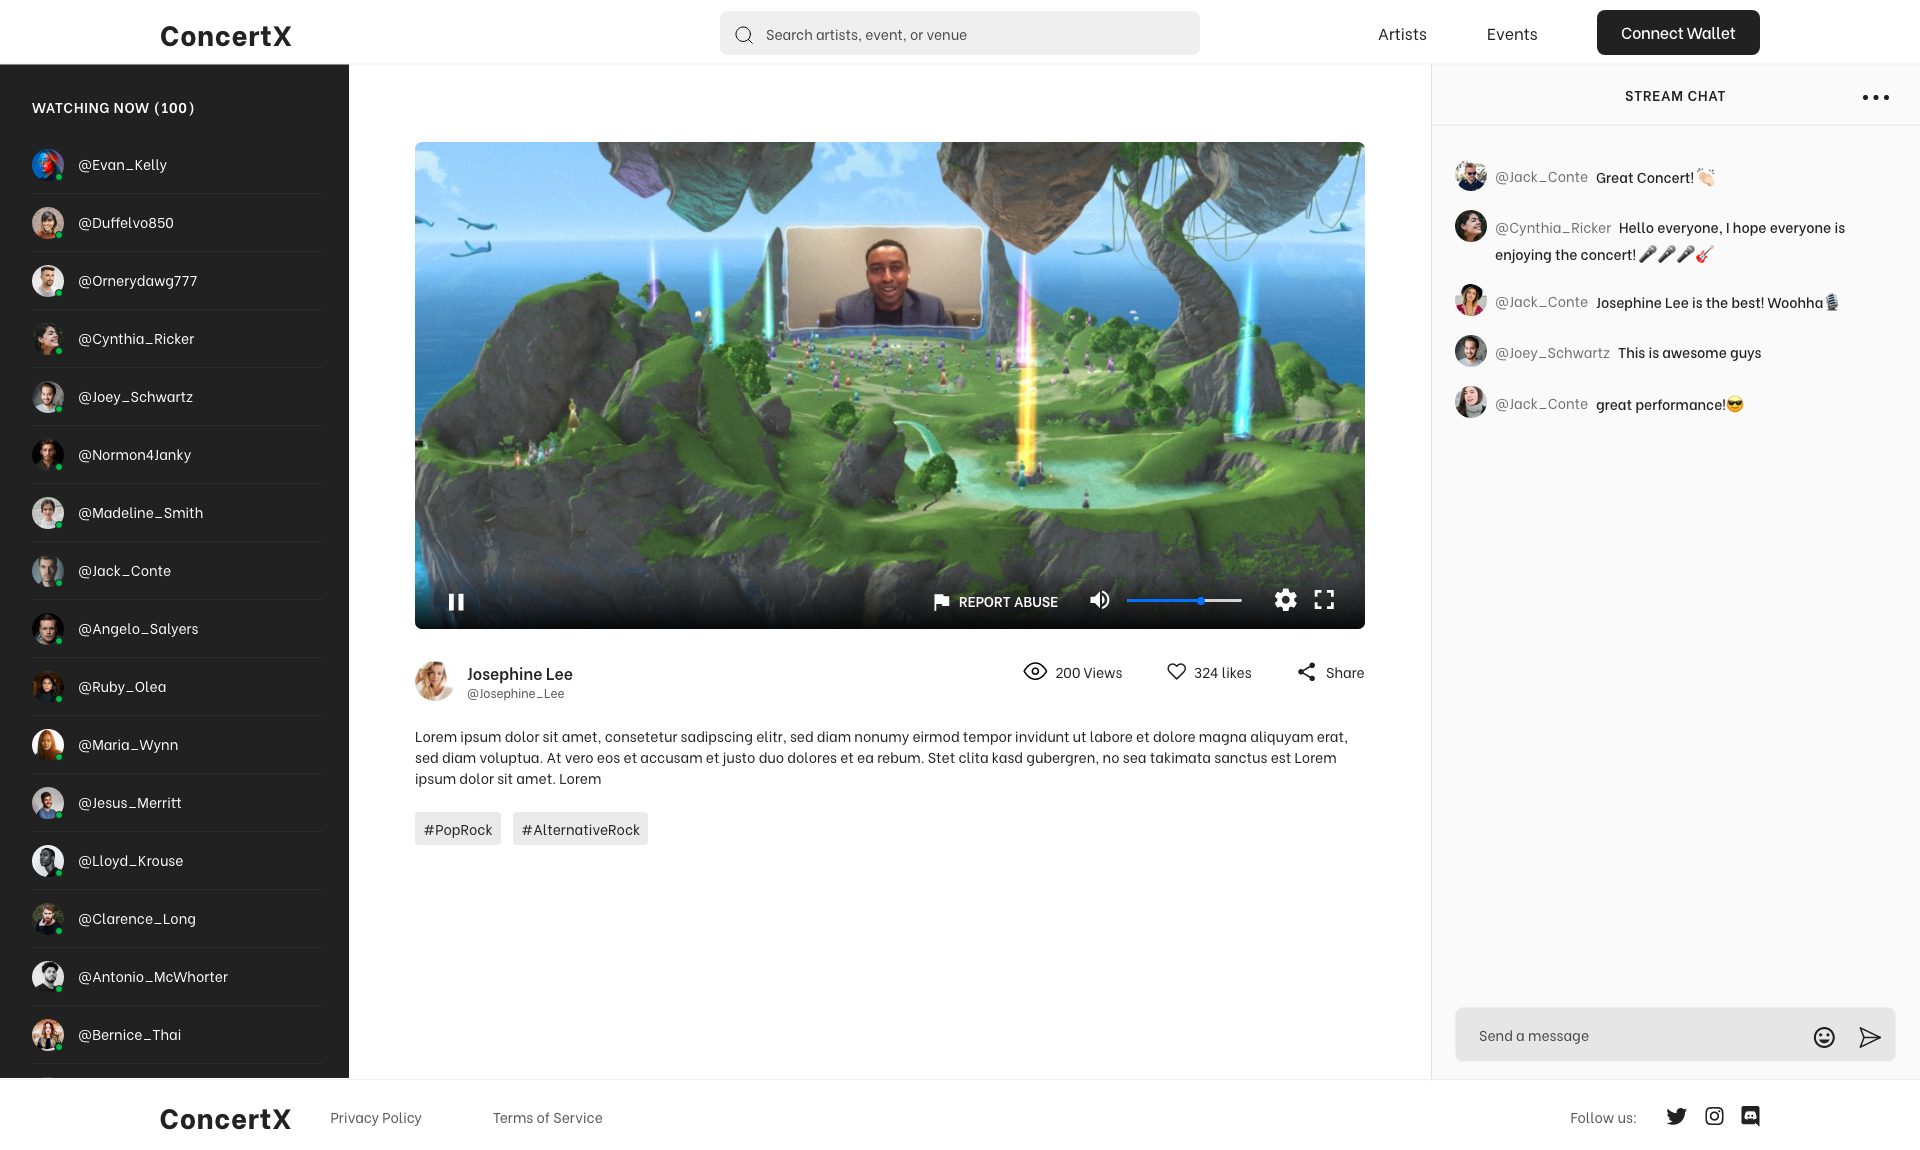 ConcertX
Search artists, event, or venue
Artists
Events
Connect Wallet
WATCHING NOW (100)
@Evan_Kelly
@Duffelvo850
@Ornerydawg777
@Cynthia_Ricker
@Joey_Schwartz
@Normon4Janky
@Madeline_Smith
@Jack_Conte
@Angelo_Salyers
@Ruby_Olea
@Maria_Wynn
@Jesus_Merritt
@Lloyd_Krouse
@Clarence_Long
@Antonio_McWhorter
@Bernice_Thai
REPORT ABUSE
Josephine Lee
@Josephine_Lee
200 Views
324 likes
Share
Lorem ipsum dolor sit amet, consetetur sadipscing elitr, sed diam nonumy eirmod tempor invidunt ut labore et dolore magna aliquyam erat,
sed diam voluptua. At vero eos et accusam et justo duo dolores et ea rebum. Stet clita kasd gubergren, no sea takimata sanctus est Lorem
ipsum dolor sit amet. Lorem
#PopRock
#AlternativeRock
STREAM CHAT
@Jack_Conte Great Concert! 👏🏻
@Cynthia_Ricker Hello everyone, I hope everyone is
enjoying the concert! 🎤🎤🎤🎸
@Jack_Conte Josephine Lee is the best! Woohha🎙️
@Joey_Schwartz This is awesome guys
@Jack_Conte great performance!😎
Send a message
ConcertX
Privacy Policy
Terms of Service
Follow us: